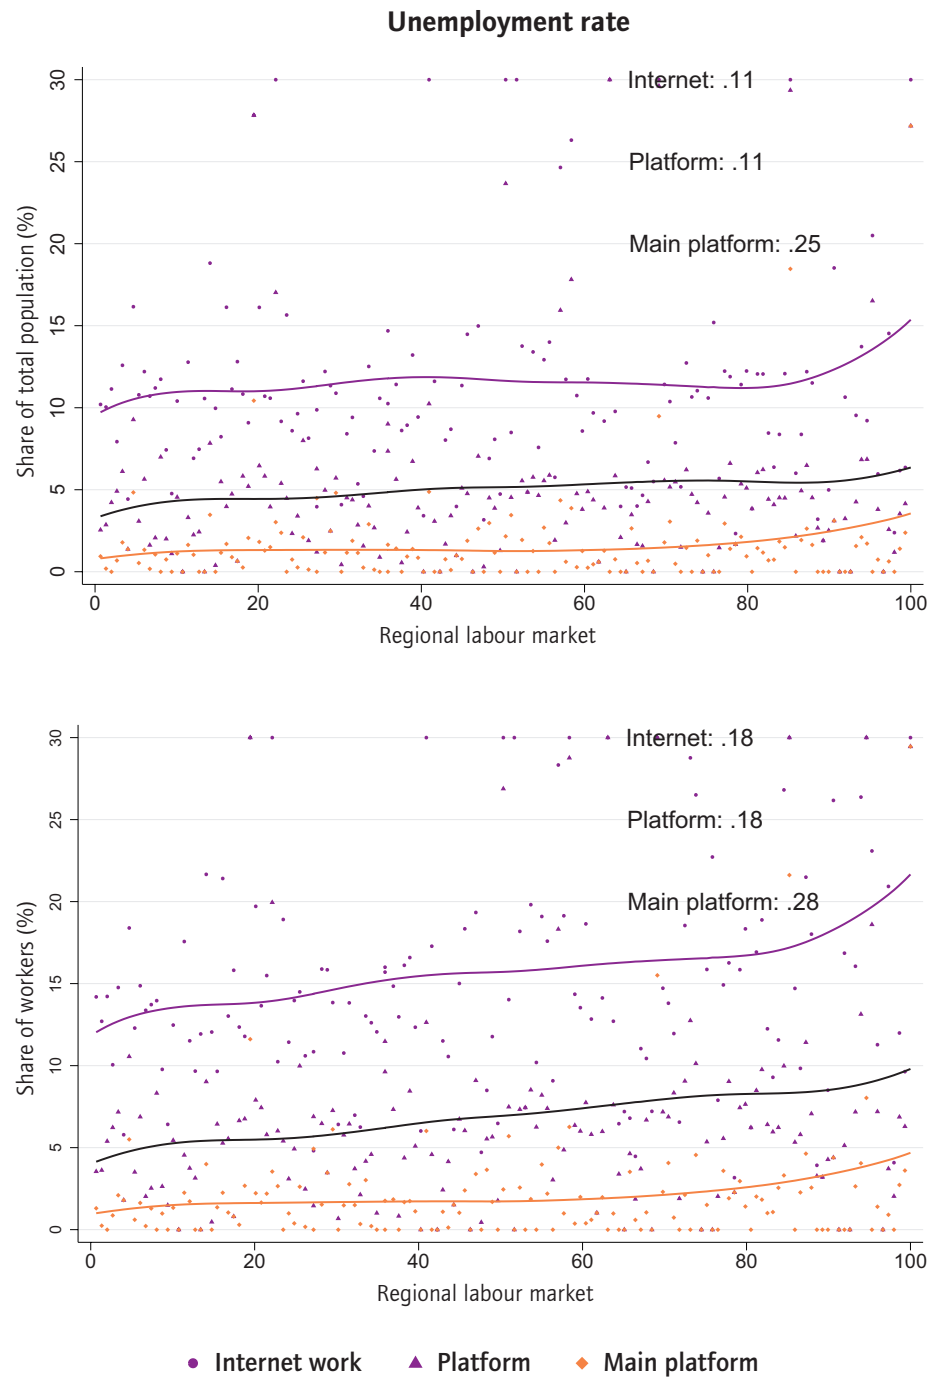 Unemployment rate
Share of total population (%)
30
25
20
15
10
5
0
Internet: .11
Platform: .11
Main platform: .25
0 20 40 60 80 100
Regional labour market
Share of workers (%)
30
25
20
15
10
5
0
Internet: .18
Platform: .18
Main platform: .28
0 20 40 60 80 100
Regional labour market
Internet work Platform Main platform